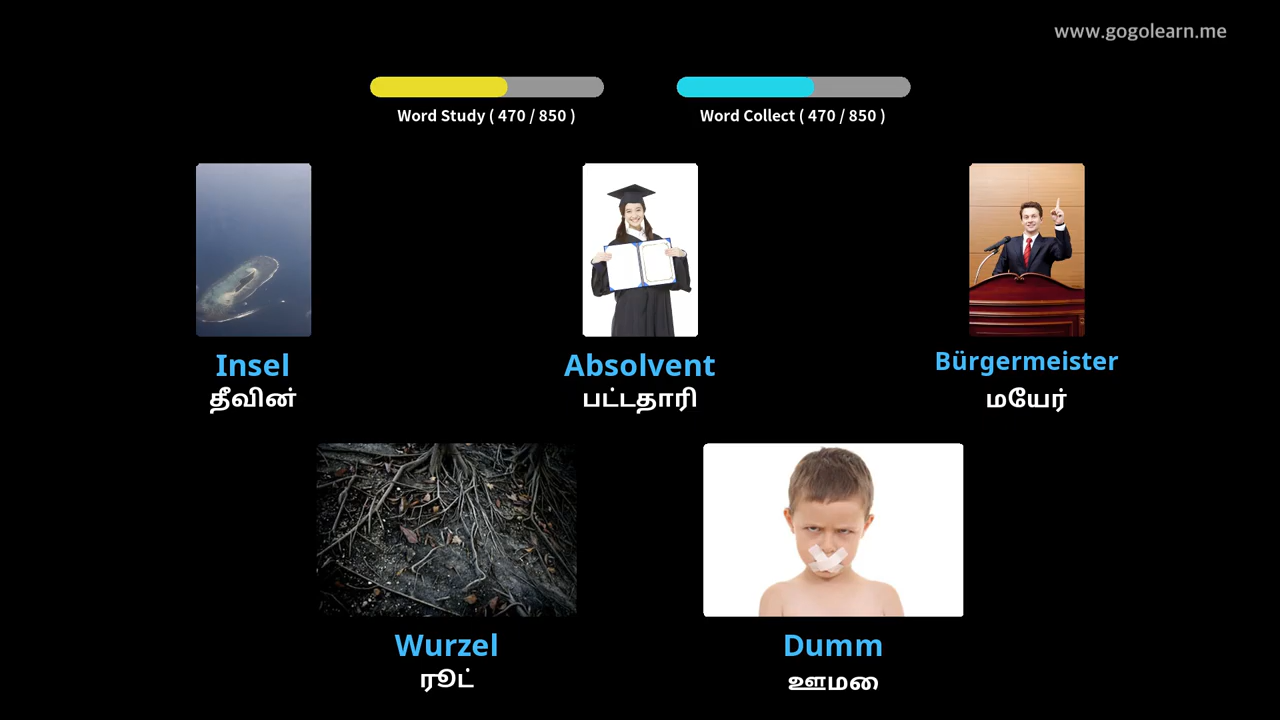 www.gogolearn.me
Word Study ( 470 / 850 )
Word Collect ( 470 / 850 )
Insel
தீவின்
Absolvent
பட்டதாரி
Bürgermeister
மயேர்
Wurzel
ரூட்
Dumm
ஊமை